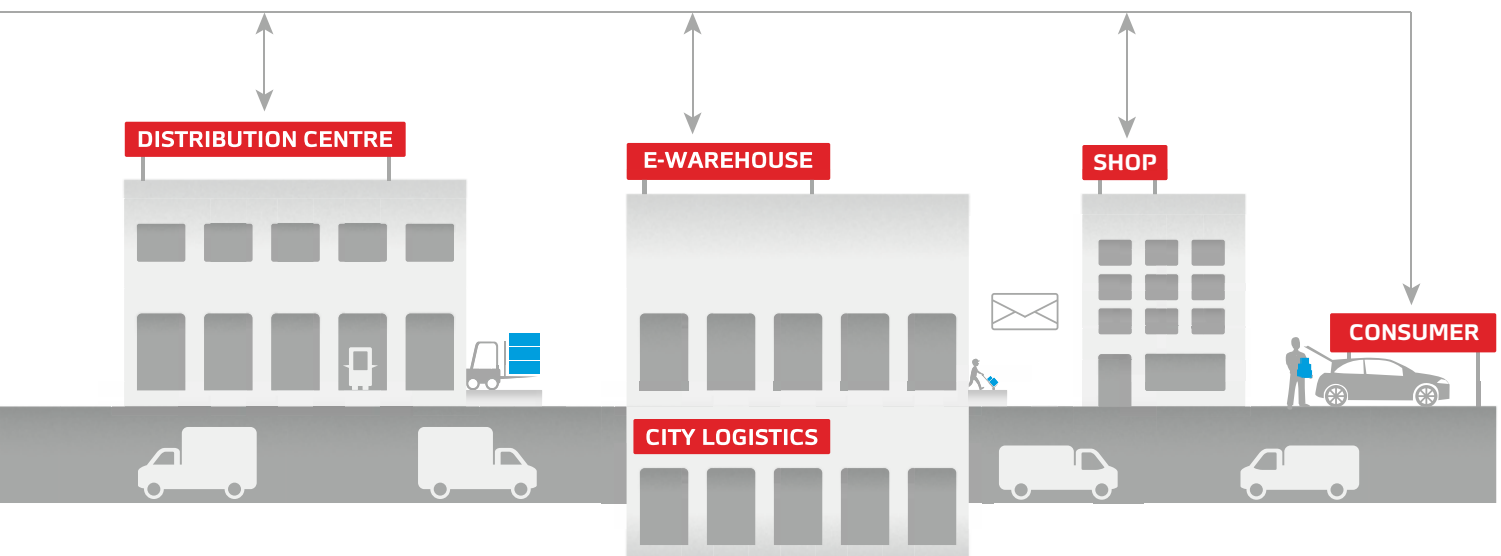 DISTRIBUTION CENTRE
E-WAREHOUSE
SHOP
CONSUMER
CITY LOGISTICS